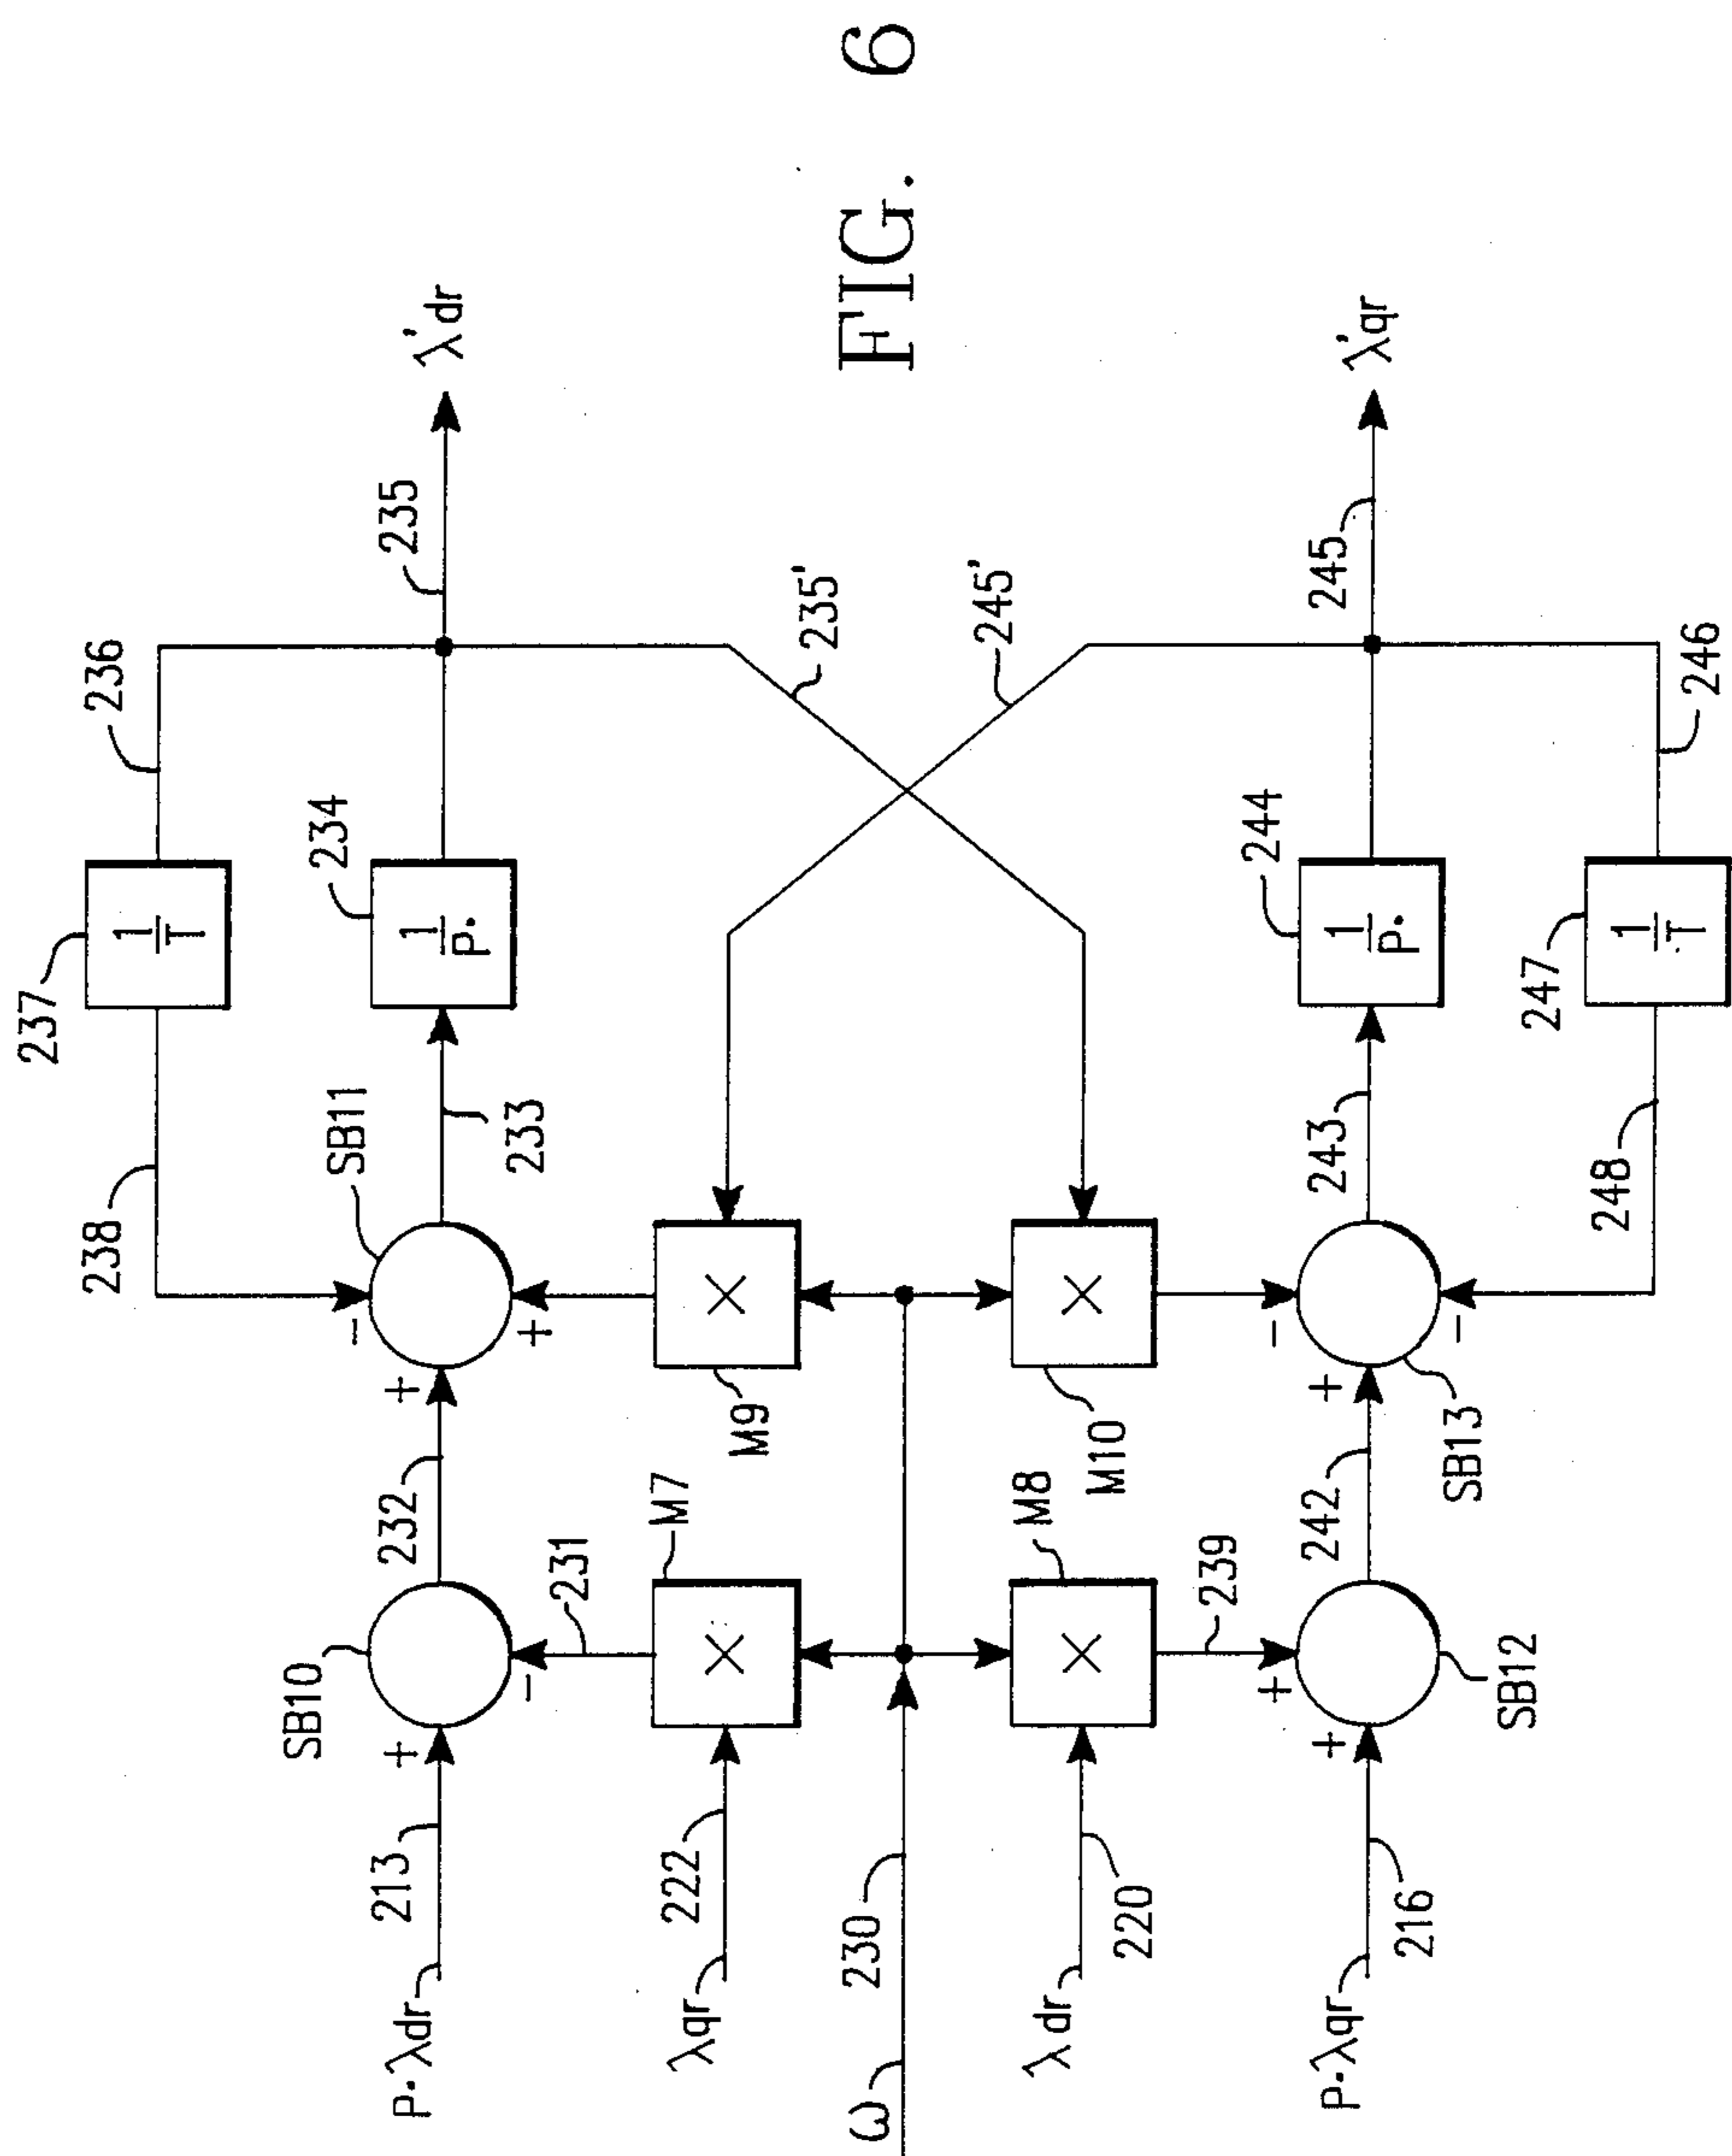 FIG. 6
236
λ'dr
237
235
234
1/T
238
SB11
1/P·
233
235'
SB10
232
-
+
+
M9
×
245'
P·λdr
213
+
-
231
M7
×
λqr
222
ω
230
λdr
220
M8
×
M10
×
239
P·λqr
216
+
+
SB12
242
+
-
-
SB13
243
244
1/P·
245
λ'qr
248
247
1/T
246